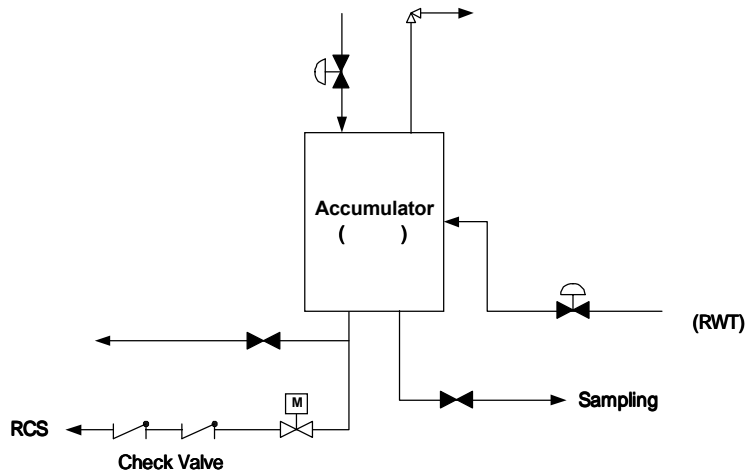 Accumulator
(        )
(RWT)
Sampling
M
RCS
Check Valve